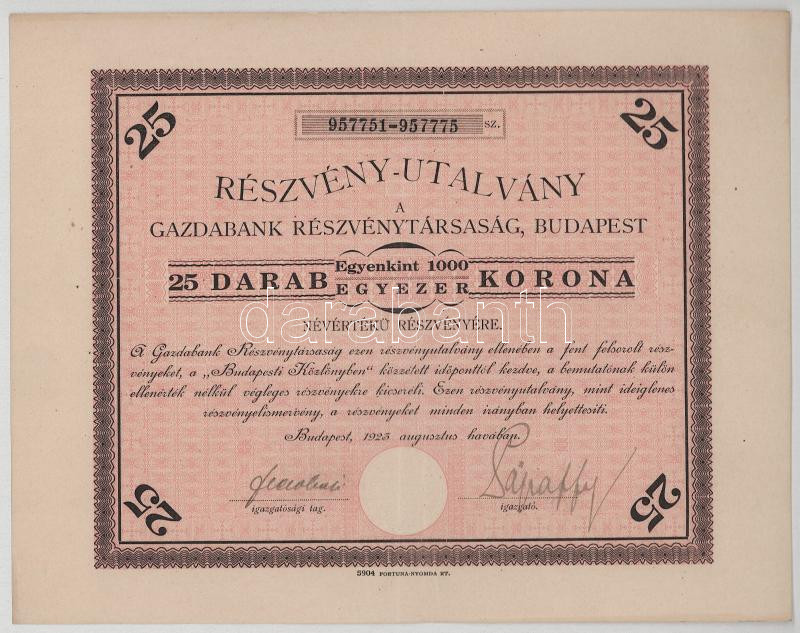 25
25
957751-957775 SZ.
RÉSZVÉNY-UTALVÁNY
A
GAZDABANK RÉSZVÉNYTÁRSASÁG, BUDAPEST
25 DARAB Egyenkint 1000 EGYEZER KORONA
NÉVÉRTÉKŰ RÉSZVÉNYÉRE.
darabanth
A Gazdabank Részvénytársaság ezen részvényutalvány ellenében a fent felsorolt rész-
vényeket, a „Budapesti Közlönyben“ közzétett időponttól kezdve, a bemutatónak külön
ellenérték nélkül végleges részvényekre kicseréli. Ezen részvényutalvány, mint ideiglenes
részvényelismervény, a részvényeket minden irányban helyettesíti.
Budapest, 1923 augusztus havában.
igazgatósági tag.
igazgató.
25
25
5904 FORTUNA-NYOMDA RT.